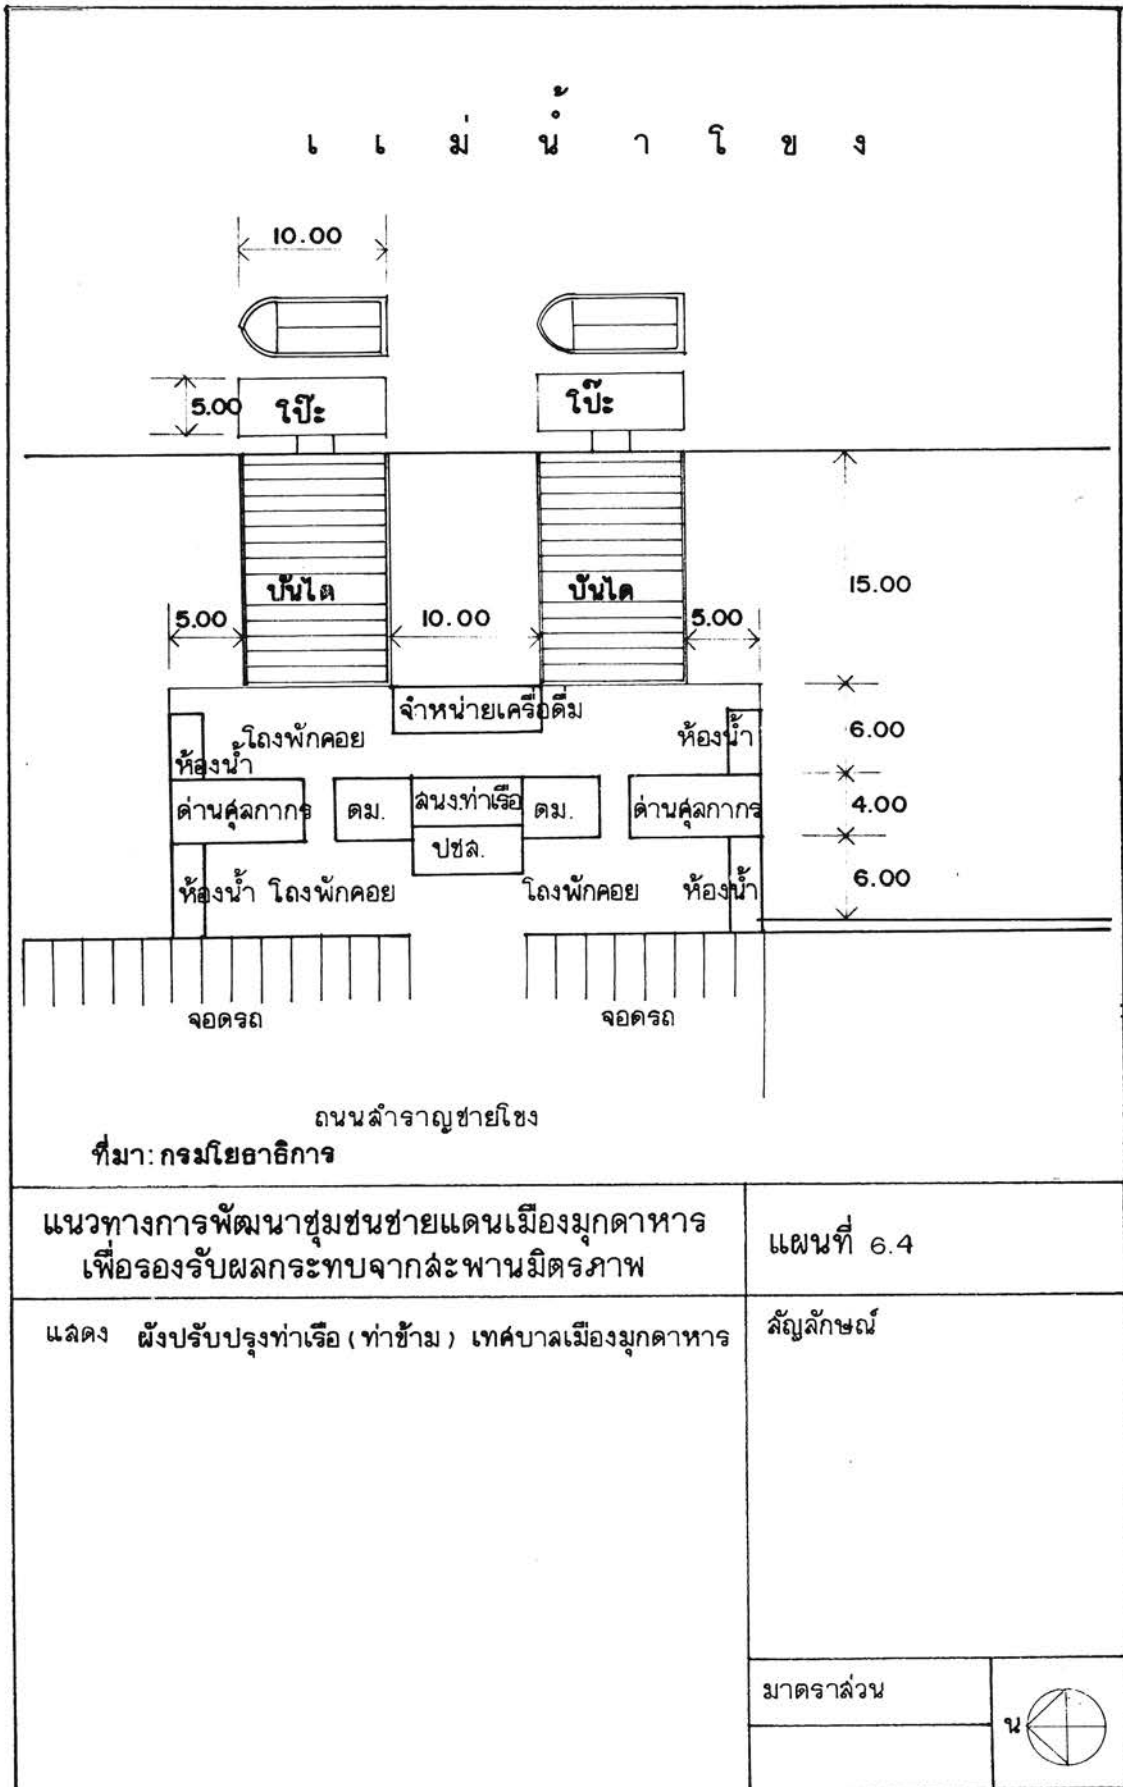 แม่น้ำโขง
10.00
5.00
โป๊ะ
โป๊ะ
15.00
บันได
บันได
5.00
10.00
5.00
จำหน่ายเครื่อดื่ม
โถงพักคอย
ห้องน้ำ
6.00
ห้องน้ำ
ด่านศุลกากร
ตม.
สนง.ท่าเรือ
ตม.
ด่านศุลกากร
4.00
ปชส.
ห้องน้ำ
โถงพักคอย
โถงพักคอย
ห้องน้ำ
6.00
จอดรถ
จอดรถ
ถนนสำราญชายโขง
ที่มา: กรมโยธาธิการ
แนวทางการพัฒนาชุมชนชายแดนเมืองมุกดาหาร
เพื่อรองรับผลกระทบจากสะพานมิตรภาพ
แผนที่ 6.4
แสดง ผังปรับปรุงท่าเรือ (ท่าข้าม) เทศบาลเมืองมุกดาหาร
สัญลักษณ์
มาตราส่วน
น